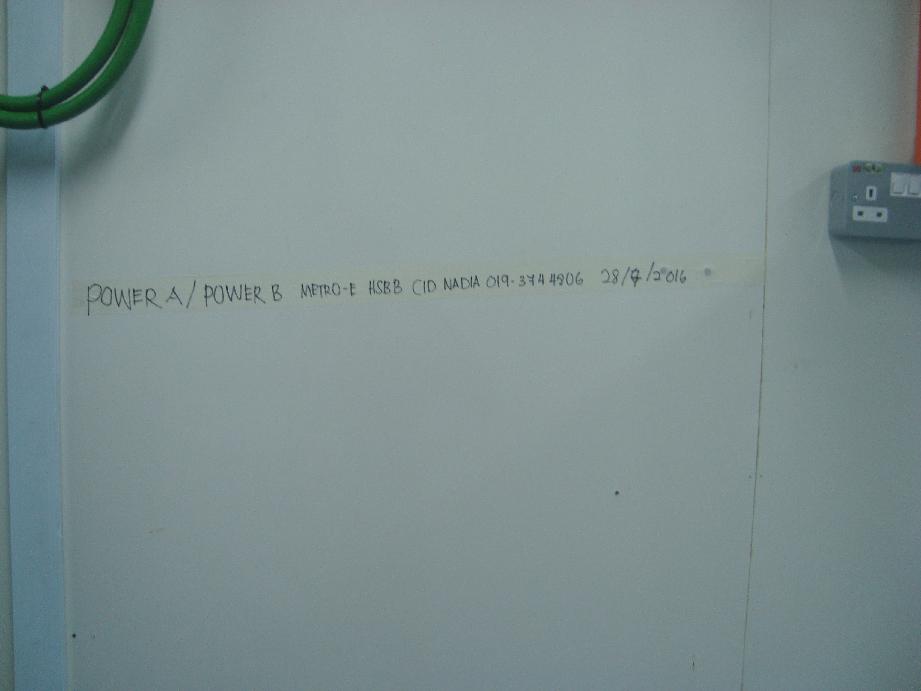 POWER A / POWER B METRO-E HSBB CID NADIA 019-3744806 28/7/2016